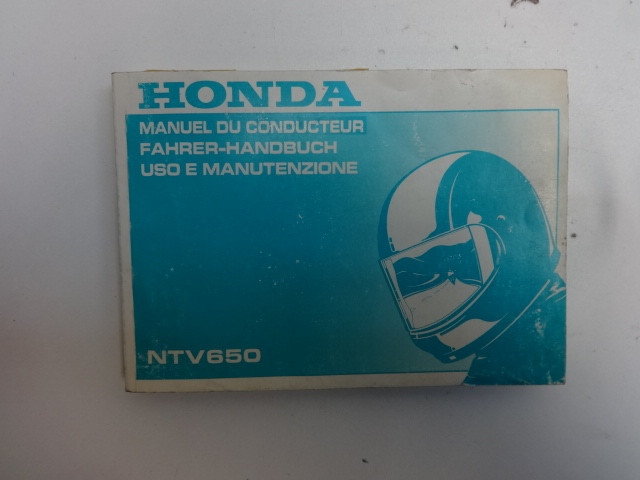 HONDA
MANUEL DU CONDUCTEUR
FAHRER-HANDBUCH
USO E MANUTENZIONE
NTV650